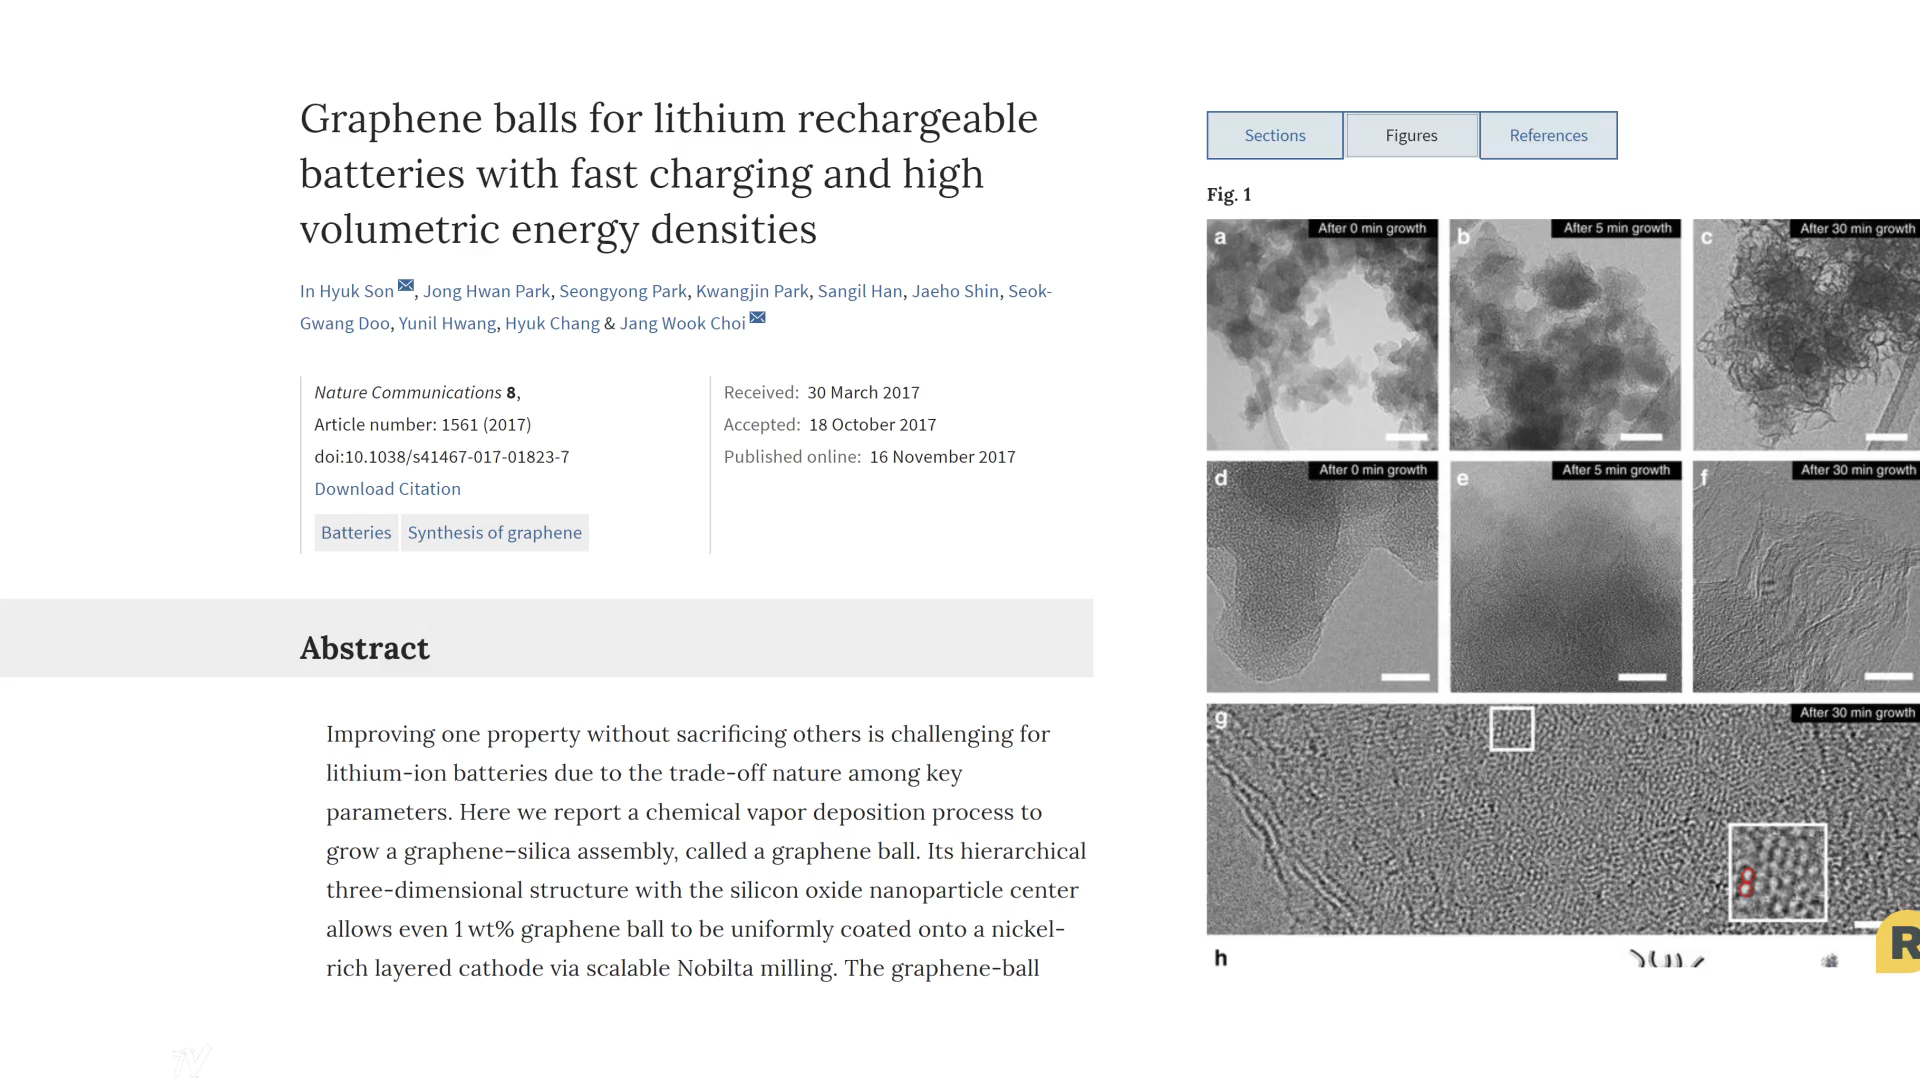 Graphene balls for lithium rechargeable
batteries with fast charging and high
volumetric energy densities
In Hyuk Son, Jong Hwan Park, Seongyong Park, Kwangjin Park, Sangil Han, Jaeho Shin, Seok-
Gwang Doo, Yunil Hwang, Hyuk Chang & Jang Wook Choi
Nature Communications 8,
Article number: 1561 (2017)
doi:10.1038/s41467-017-01823-7
Download Citation
Batteries Synthesis of graphene
Received: 30 March 2017
Accepted: 18 October 2017
Published online: 16 November 2017
Abstract
Improving one property without sacrificing others is challenging for
lithium-ion batteries due to the trade-off nature among key
parameters. Here we report a chemical vapor deposition process to
grow a graphene–silica assembly, called a graphene ball. Its hierarchical
three-dimensional structure with the silicon oxide nanoparticle center
allows even 1 wt% graphene ball to be uniformly coated onto a nickel-
rich layered cathode via scalable Nobilta milling. The graphene-ball
Sections Figures References
Fig. 1
a After 0 min growth
b After 5 min growth
c After 30 min growth
d After 0 min growth
e After 5 min growth
f After 30 min growth
g After 30 min growth
h
R